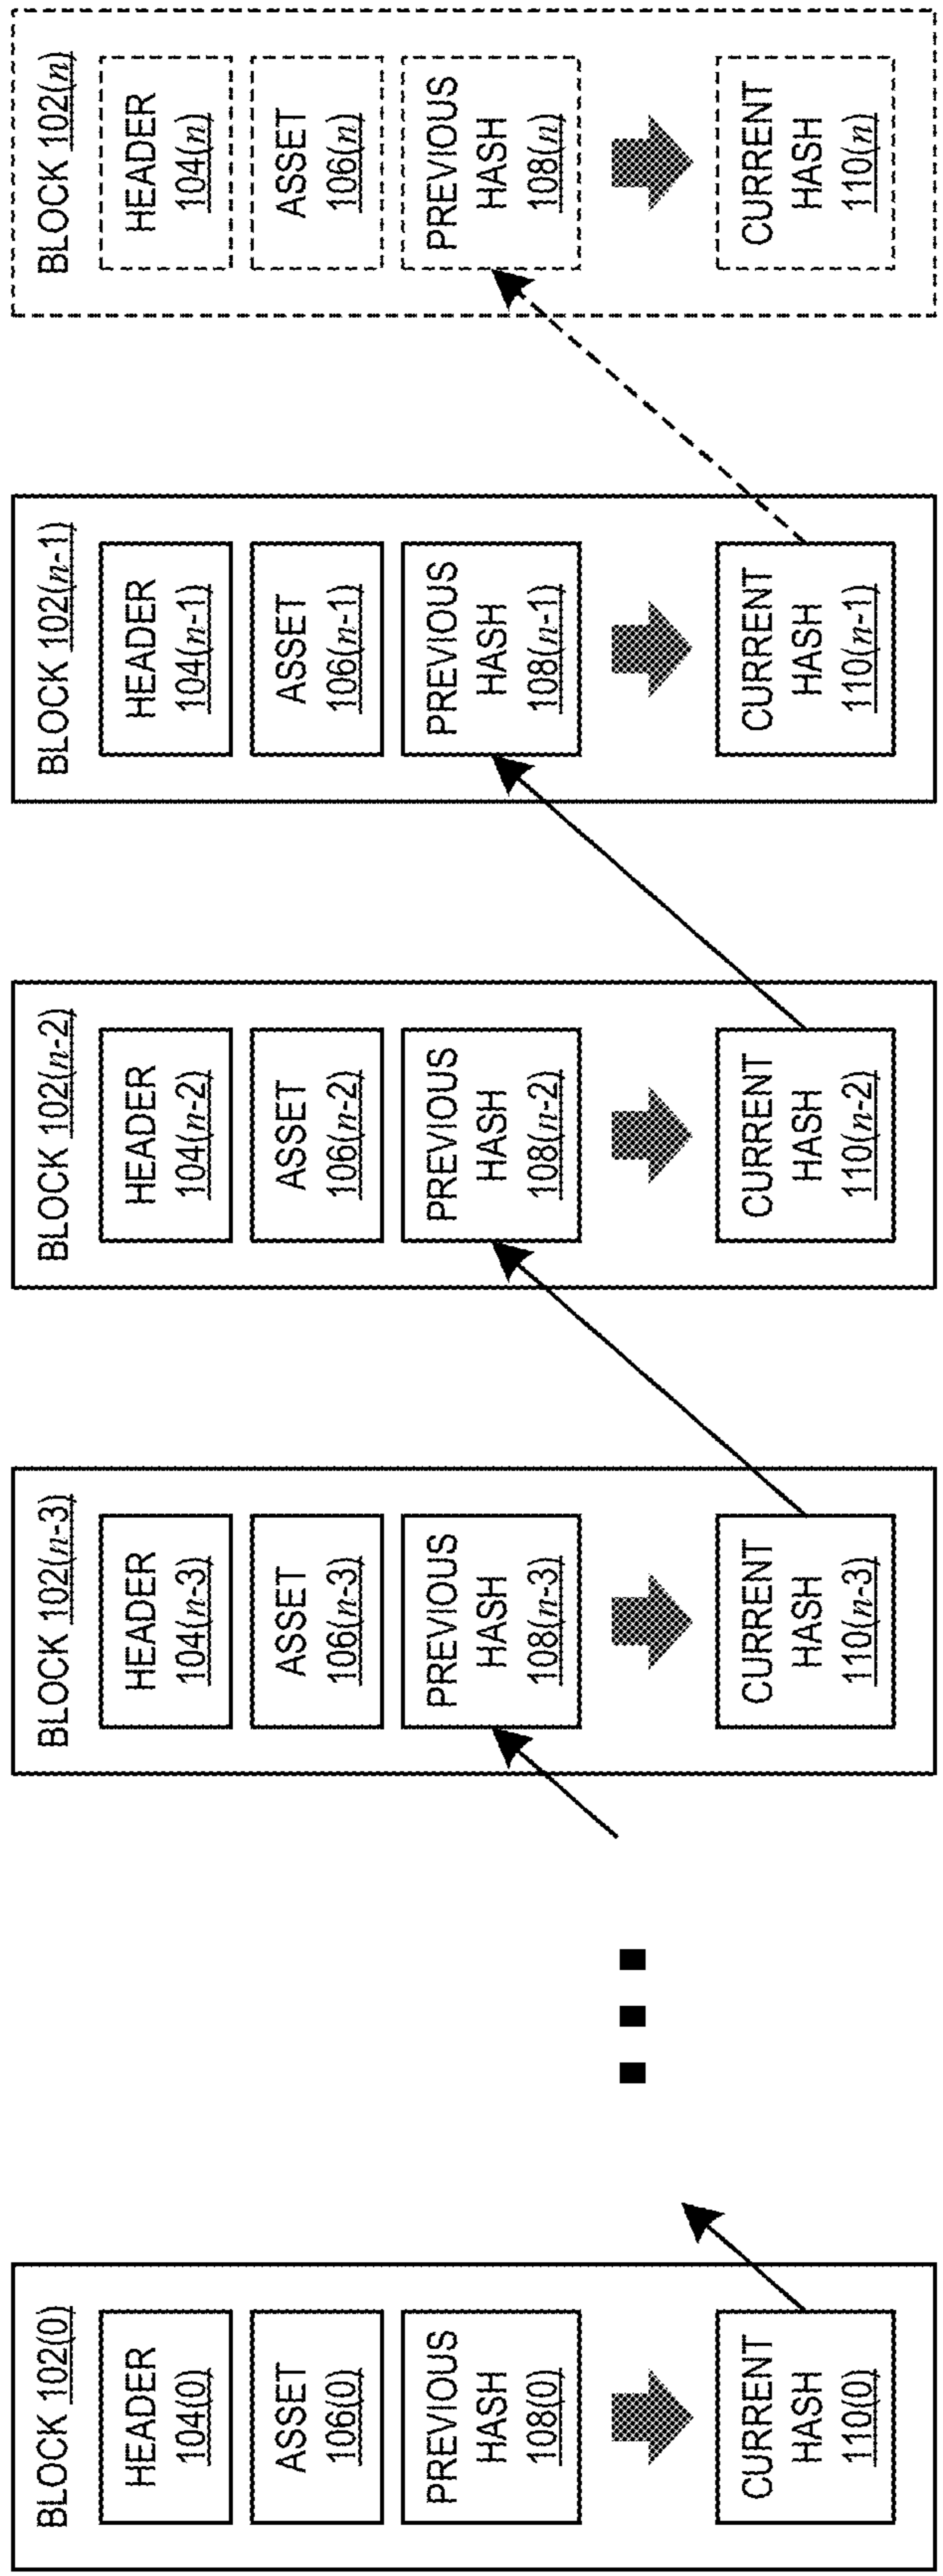 BLOCK 102(0)
HEADER
104(0)
ASSET
106(0)
PREVIOUS
HASH
108(0)
CURRENT
HASH
110(0)
BLOCK 102(n-3)
HEADER
104(n-3)
ASSET
106(n-3)
PREVIOUS
HASH
108(n-3)
CURRENT
HASH
110(n-3)
BLOCK 102(n-2)
HEADER
104(n-2)
ASSET
106(n-2)
PREVIOUS
HASH
108(n-2)
CURRENT
HASH
110(n-2)
BLOCK 102(n-1)
HEADER
104(n-1)
ASSET
106(n-1)
PREVIOUS
HASH
108(n-1)
CURRENT
HASH
110(n-1)
BLOCK 102(n)
HEADER
104(n)
ASSET
106(n)
PREVIOUS
HASH
108(n)
CURRENT
HASH
110(n)